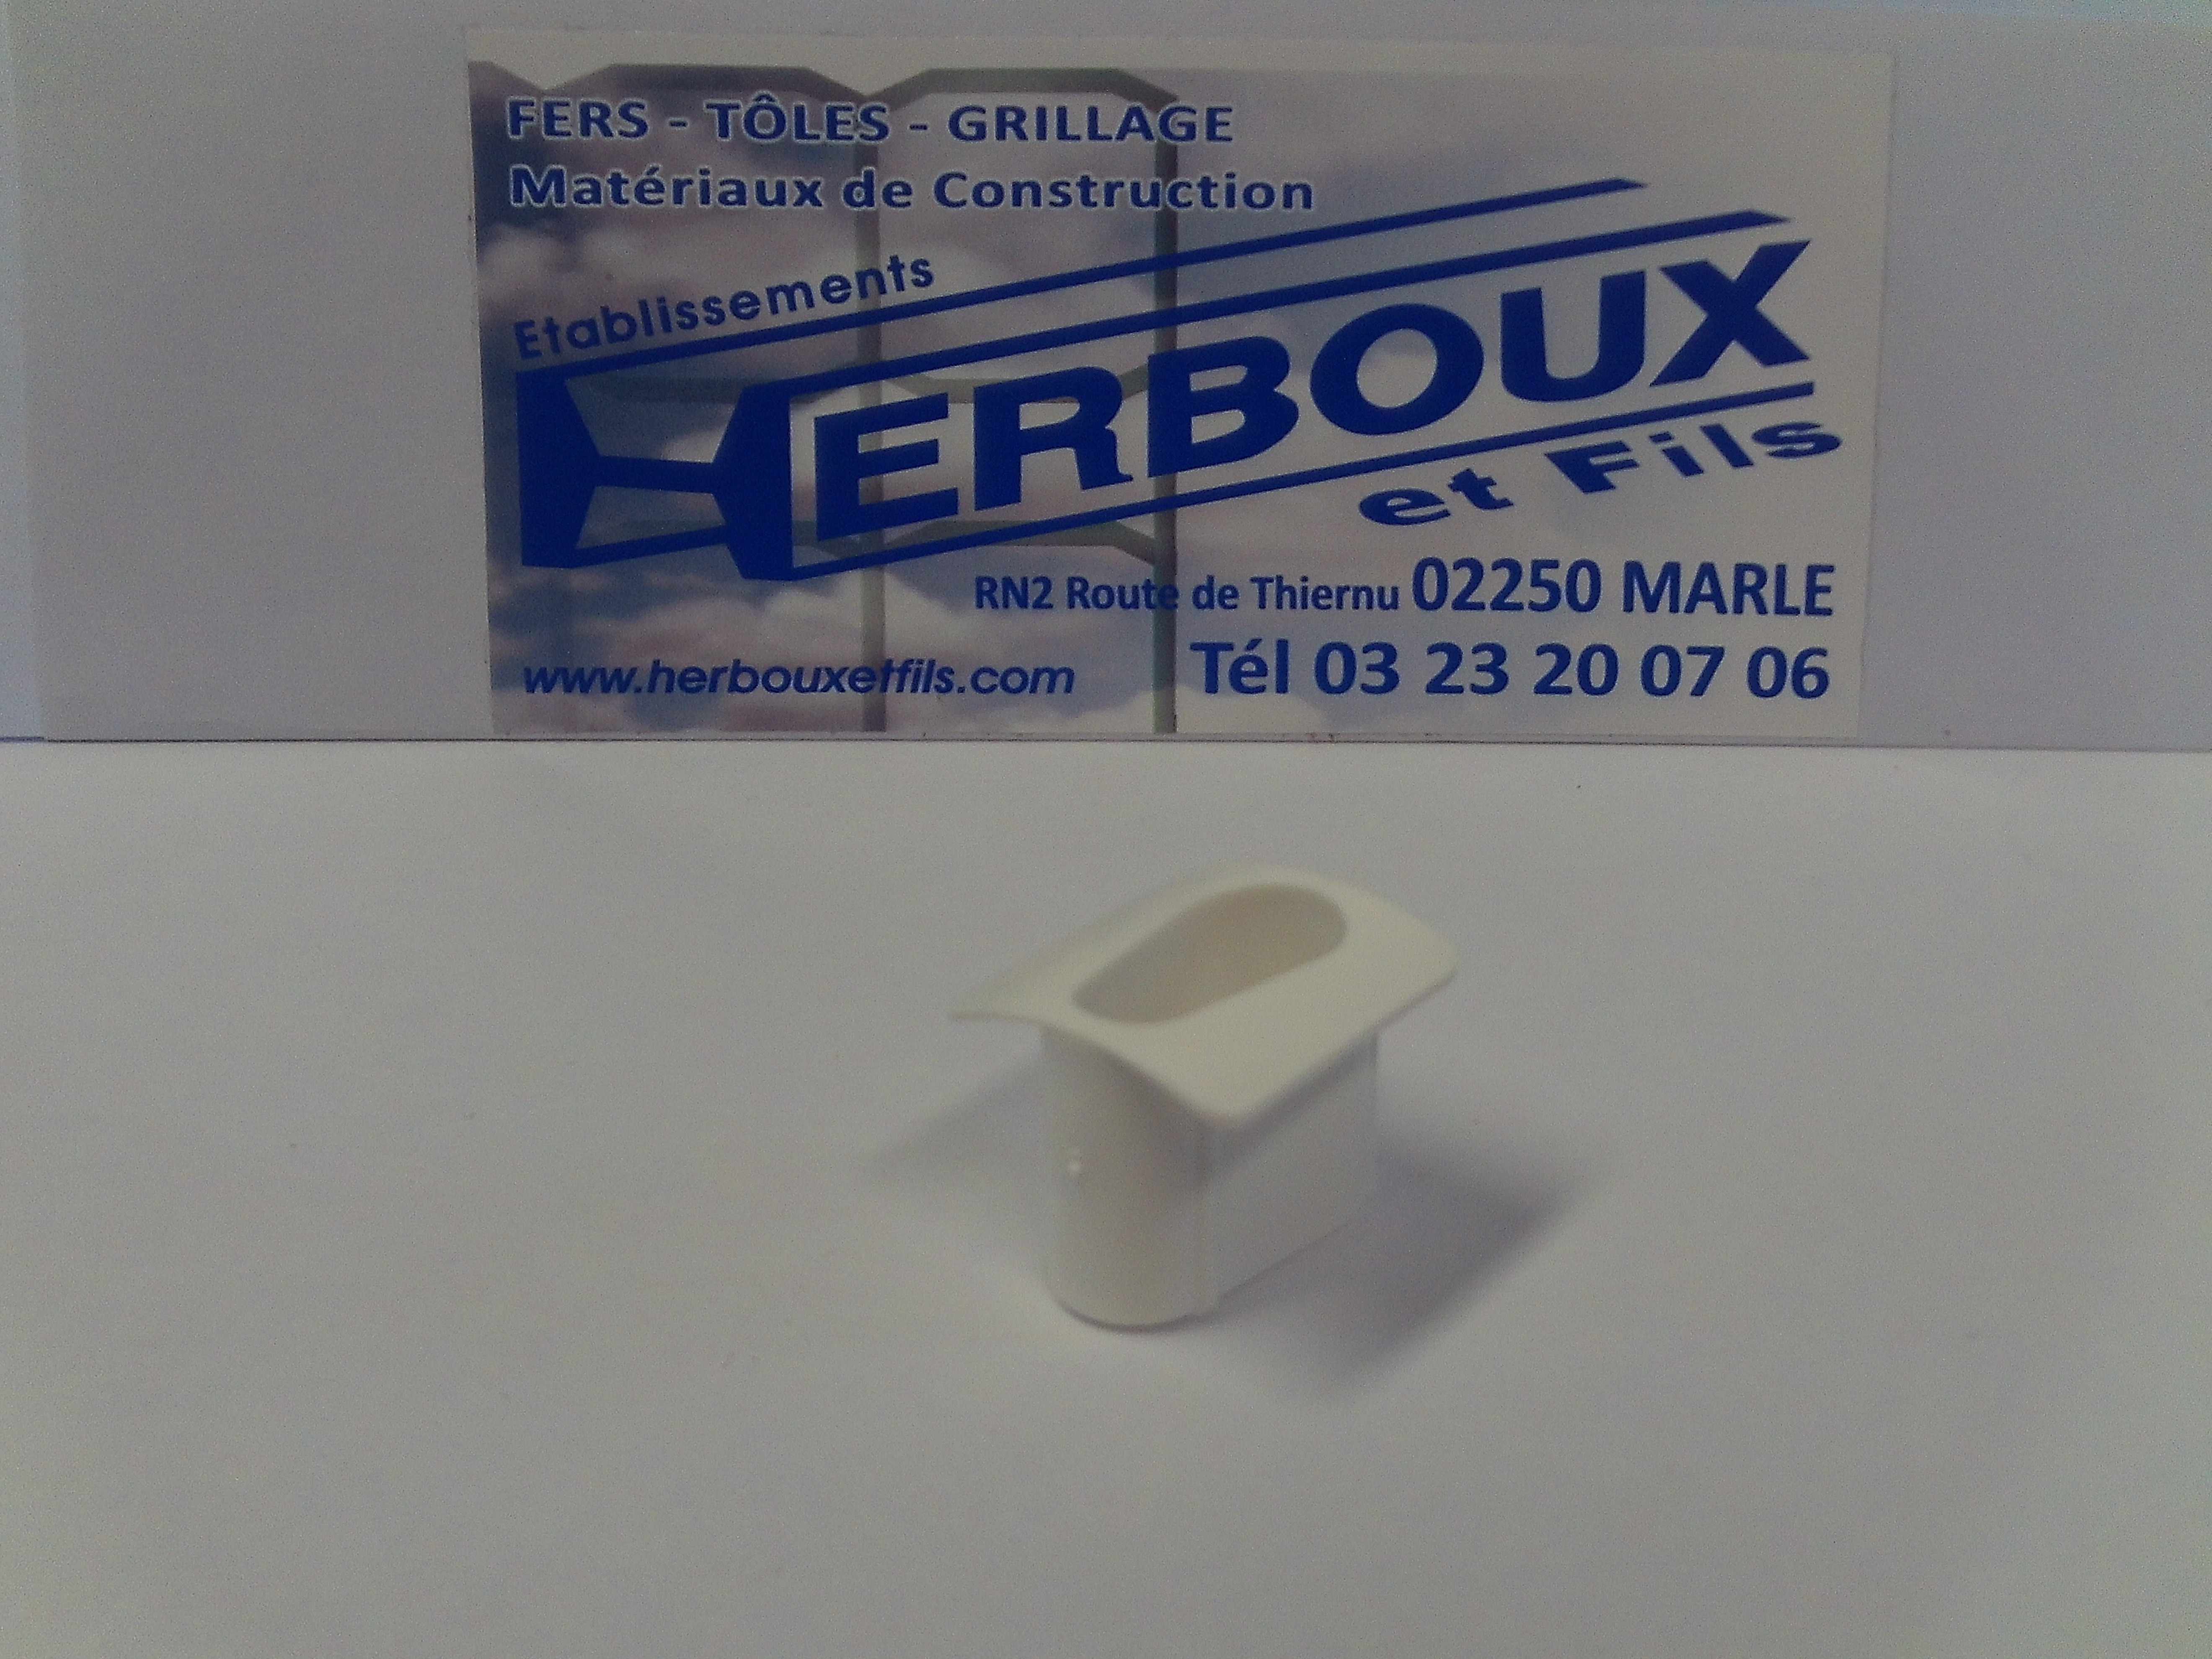 FERS - TÔLES - GRILLAGE
Matériaux de Construction
Etablissements
HERBOUX
et Fils
RN2 Route de Thiernu 02250 MARLE
www.herbouxetfils.com Tél 03 23 20 07 06